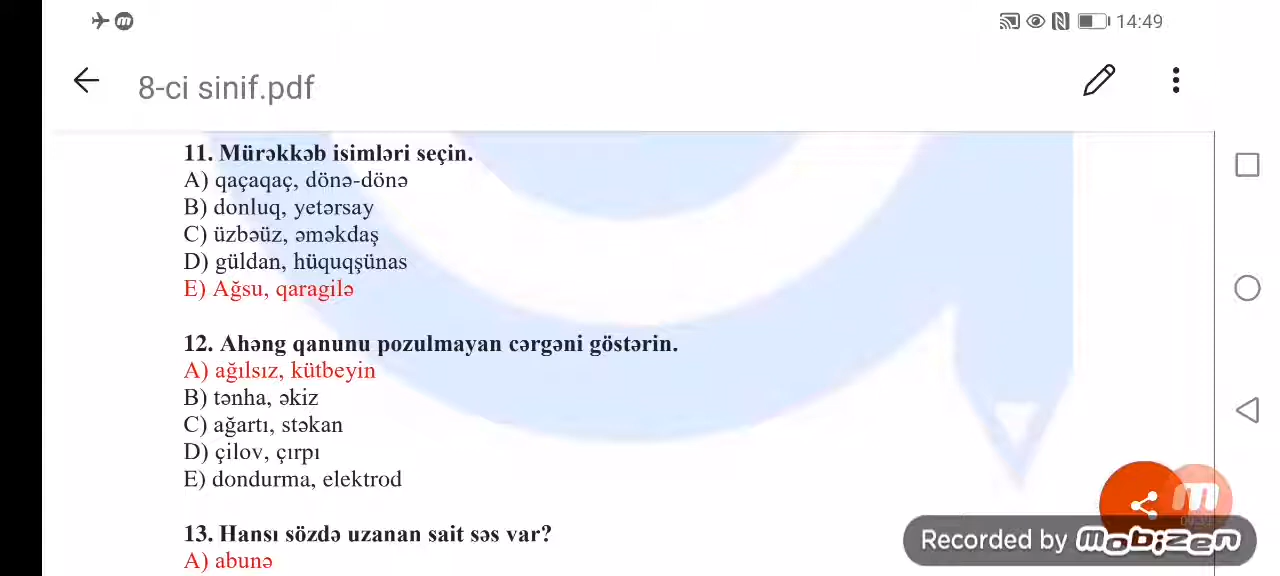 14:49
8-ci sinif.pdf
11. Mürəkkəb isimləri seçin.
A) qaçaqaç, dönə-dönə
B) donluq, yetərsay
C) üzbəüz, əməkdaş
D) güldan, hüquqşünas
E) Ağsu, qaragilə
12. Ahəng qanunu pozulmayan cərgəni göstərin.
A) ağılsız, kütbeyin
B) tənha, əkiz
C) ağartı, stəkan
D) çilov, çırpı
E) dondurma, elektrod
13. Hansı sözdə uzanan sait səs var?
A) abunə
Recorded by mobizen